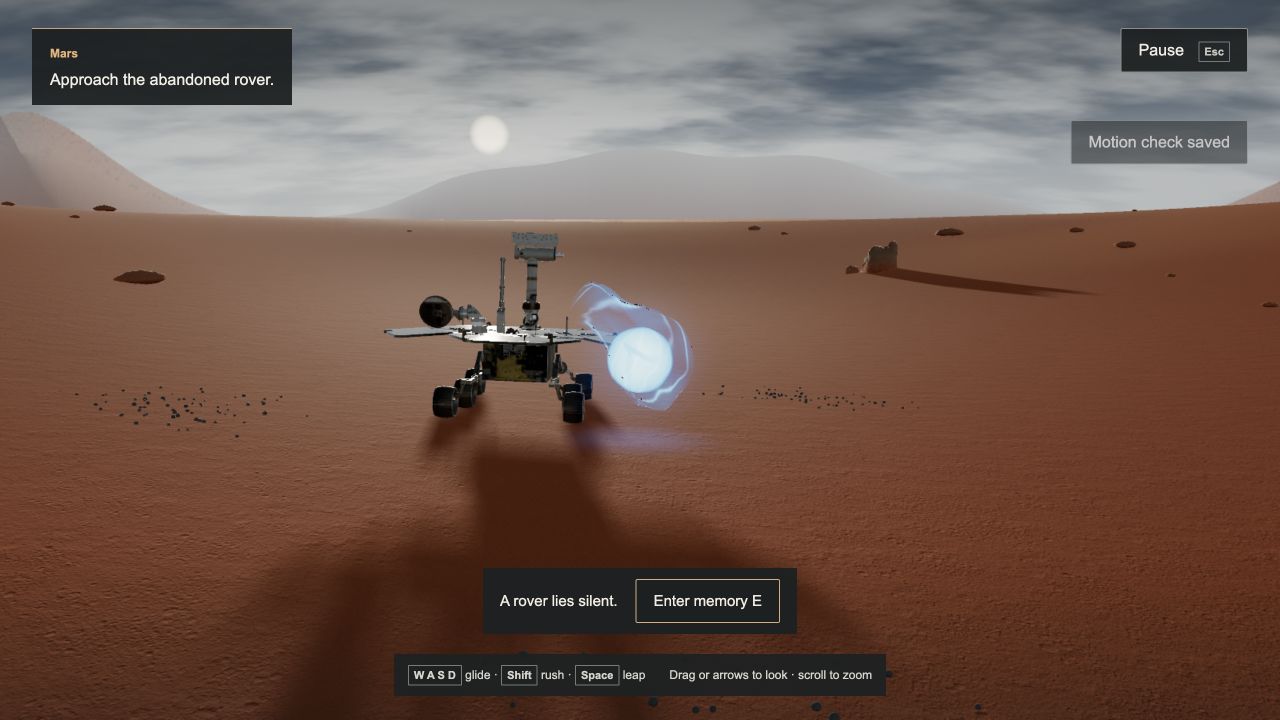 Mars
Approach the abandoned rover.
Pause Esc
Motion check saved
A rover lies silent. Enter memory E
W A S D glide · Shift rush · Space leap Drag or arrows to look · scroll to zoom